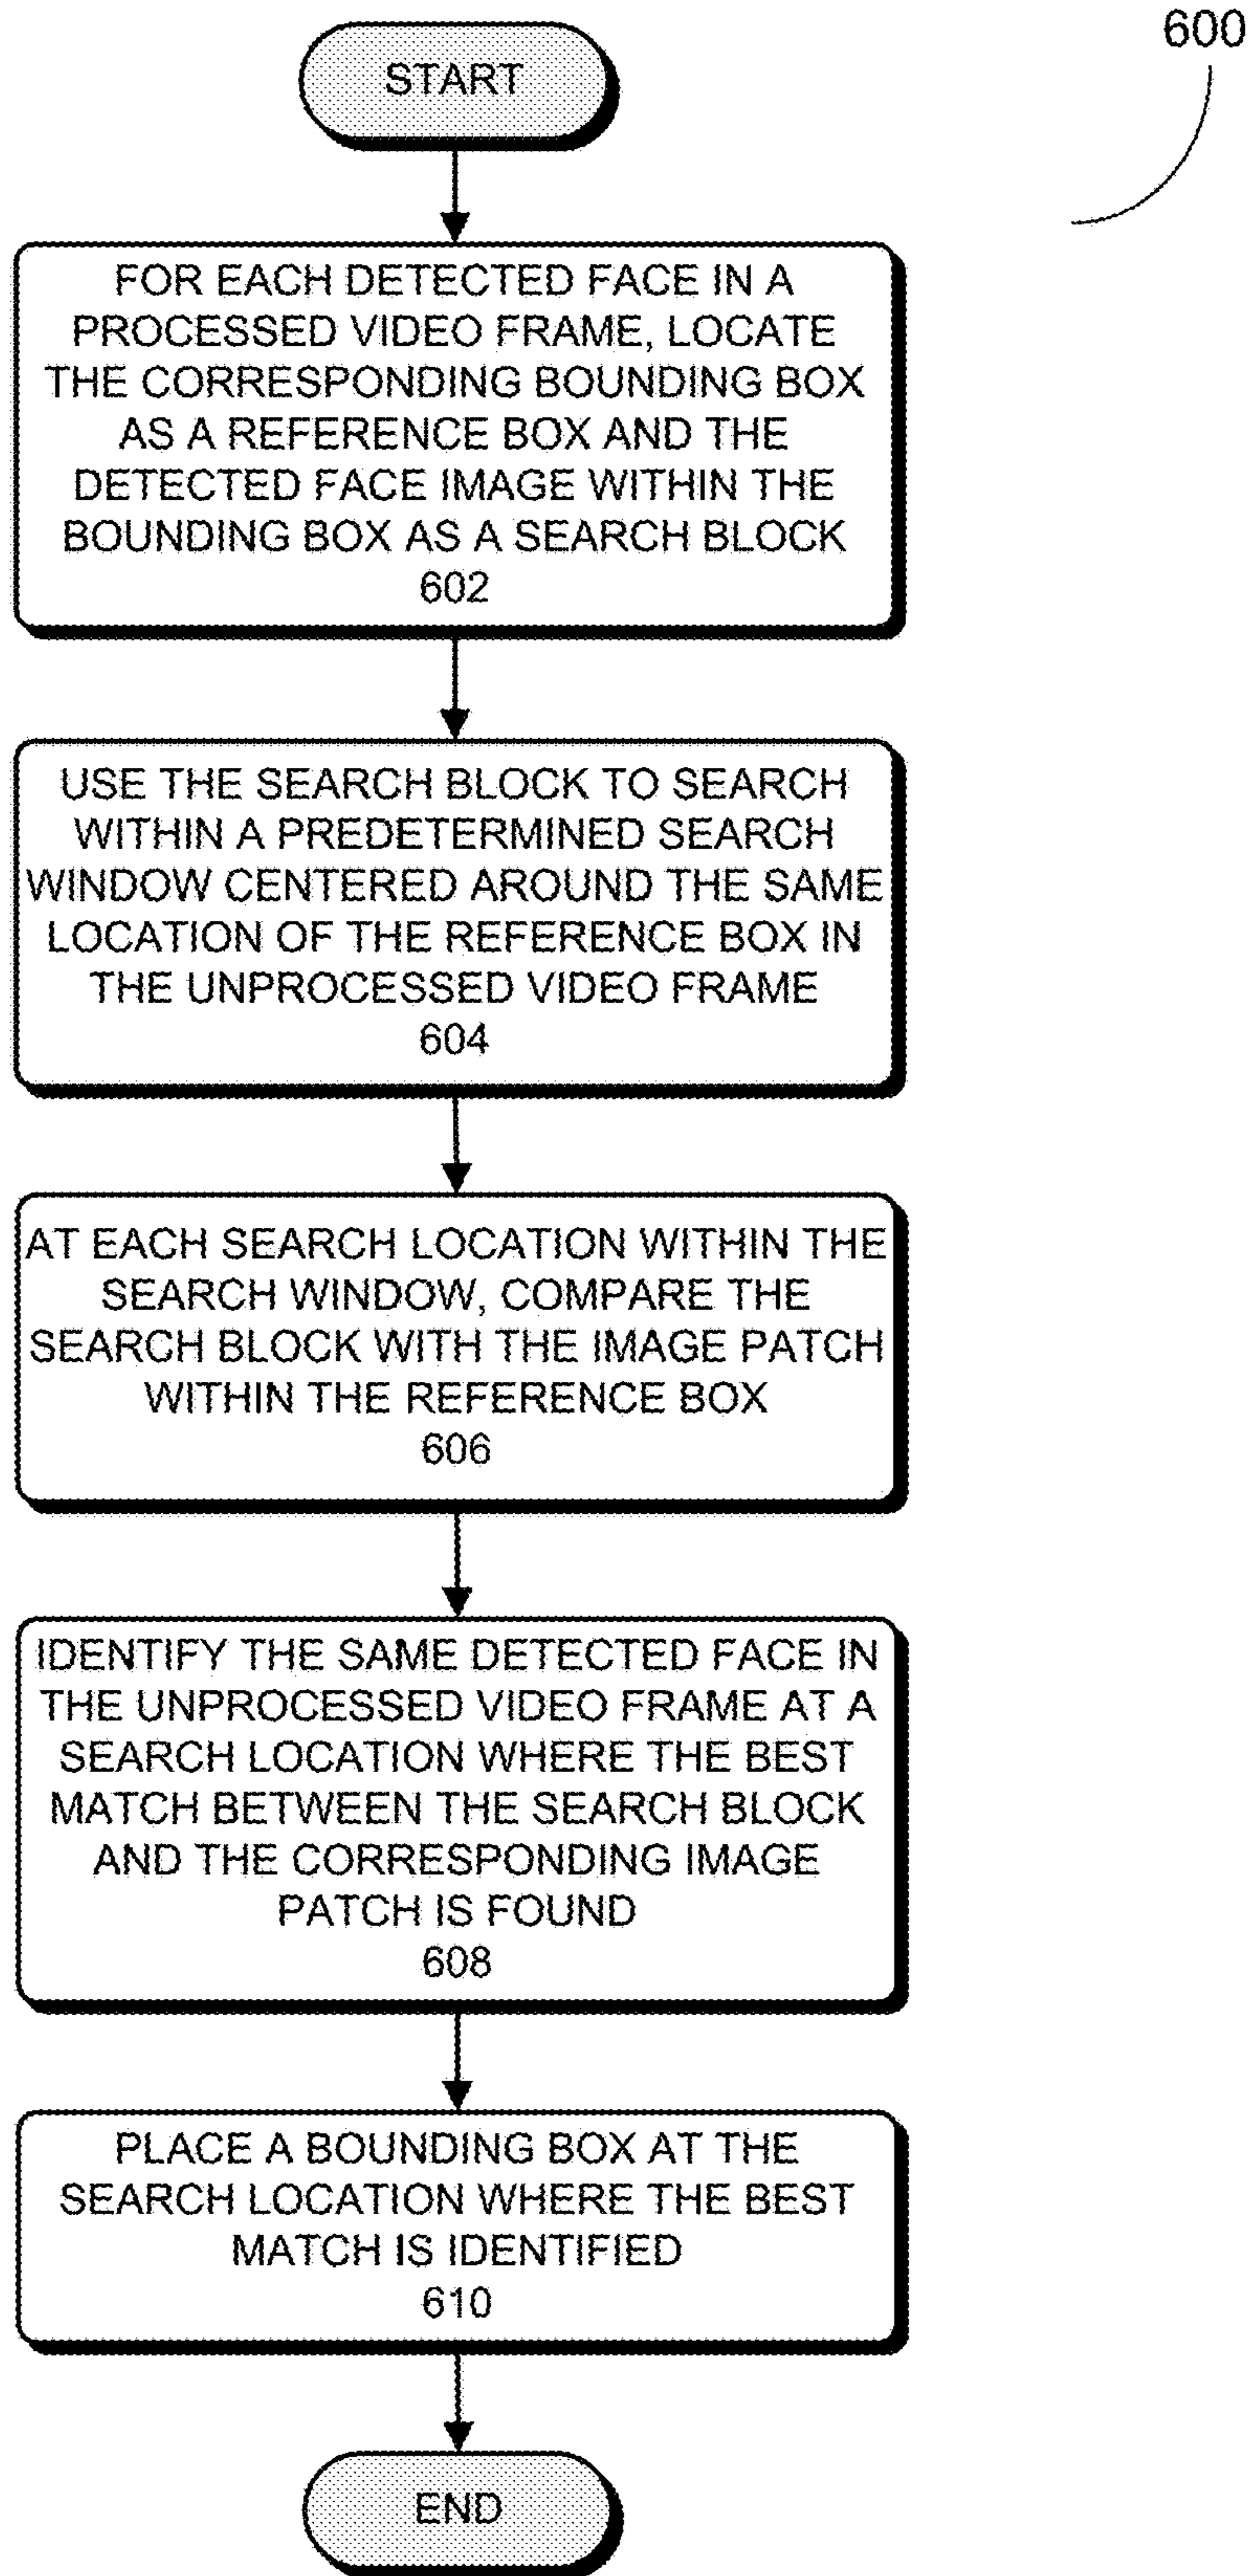 600
START
FOR EACH DETECTED FACE IN A
PROCESSED VIDEO FRAME, LOCATE
THE CORRESPONDING BOUNDING BOX
AS A REFERENCE BOX AND THE
DETECTED FACE IMAGE WITHIN THE
BOUNDING BOX AS A SEARCH BLOCK
602
USE THE SEARCH BLOCK TO SEARCH
WITHIN A PREDETERMINED SEARCH
WINDOW CENTERED AROUND THE SAME
LOCATION OF THE REFERENCE BOX IN
THE UNPROCESSED VIDEO FRAME
604
AT EACH SEARCH LOCATION WITHIN THE
SEARCH WINDOW, COMPARE THE
SEARCH BLOCK WITH THE IMAGE PATCH
WITHIN THE REFERENCE BOX
606
IDENTIFY THE SAME DETECTED FACE IN
THE UNPROCESSED VIDEO FRAME AT A
SEARCH LOCATION WHERE THE BEST
MATCH BETWEEN THE SEARCH BLOCK
AND THE CORRESPONDING IMAGE
PATCH IS FOUND
608
PLACE A BOUNDING BOX AT THE
SEARCH LOCATION WHERE THE BEST
MATCH IS IDENTIFIED
610
END